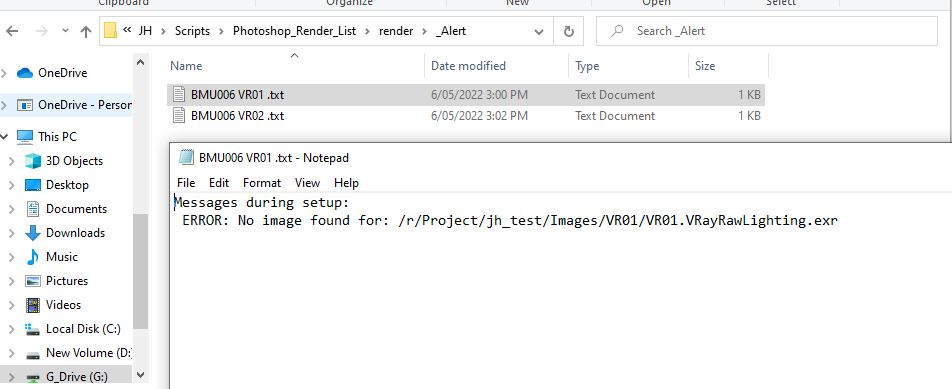 Clipboard
Organize
New
Open
Select
« JH > Scripts > Photoshop_Render_List > render > _Alert
Search _Alert
Name Date modified Type Size
OneDrive
OneDrive - Person
This PC
3D Objects
Desktop
Documents
Downloads
Music
Pictures
Videos
Local Disk (C:)
New Volume (D:
G_Drive (G:)
BMU006 VR01 .txt 6/05/2022 3:00 PM Text Document 1 KB
BMU006 VR02 .txt 6/05/2022 3:02 PM Text Document 1 KB
BMU006 VR01 .txt - Notepad
File Edit Format View Help
Messages during setup:
ERROR: No image found for: /r/Project/jh_test/Images/VR01/VR01.VRayRawLighting.exr